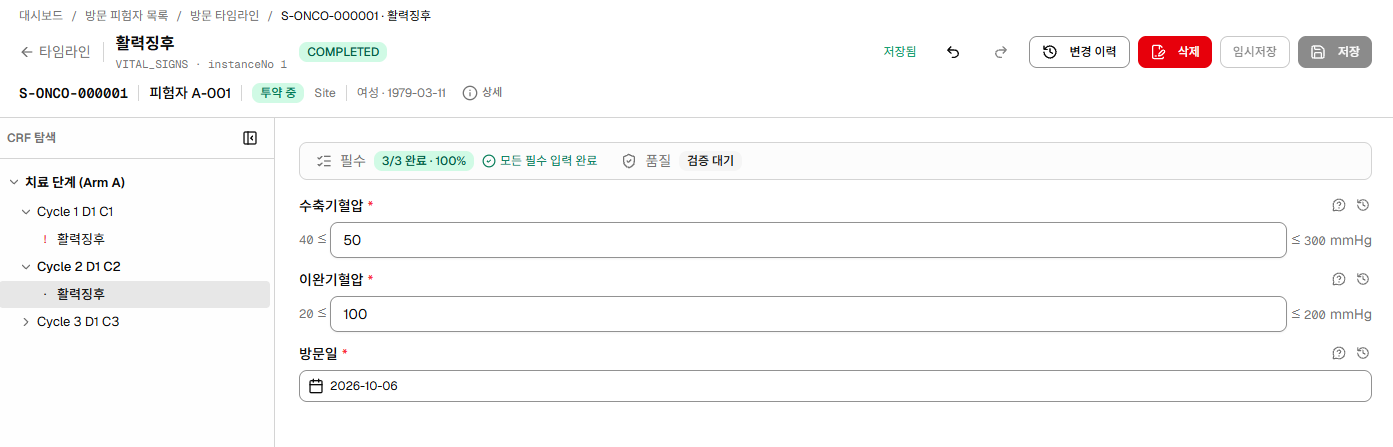 대시보드 / 방문 피험자 목록 / 방문 타임라인 / S-ONCO-000001 · 활력징후
← 타임라인
활력징후
VITAL_SIGNS · instanceNo 1
COMPLETED
저장됨
변경 이력
삭제
임시저장
저장
S-ONCO-000001 피험자 A-001 투약 중 Site 여성 · 1979-03-11 상세
CRF 탐색
치료 단계 (Arm A)
Cycle 1 D1 C1
! 활력징후
Cycle 2 D1 C2
· 활력징후
Cycle 3 D1 C3
필수 3/3 완료 · 100% 모든 필수 입력 완료 품질 검증 대기
수축기혈압 *
40 ≤ 50 ≤ 300 mmHg
이완기혈압 *
20 ≤ 100 ≤ 200 mmHg
방문일 *
2026-10-06